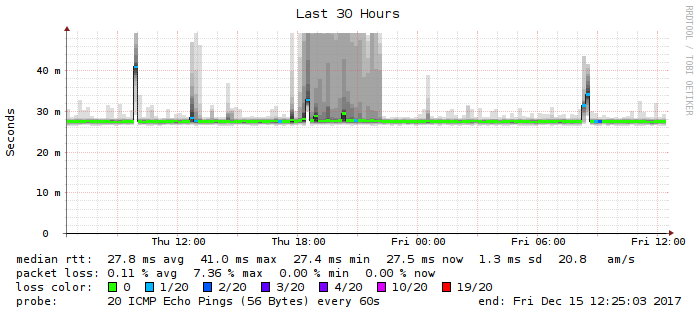 Last 30 Hours
RRDTOOL / TOBI OETIKER
Seconds
40 m
30 m
20 m
10 m
0
Thu 12:00 Thu 18:00 Fri 00:00 Fri 06:00 Fri 12:00
median rtt: 27.8 ms avg 41.0 ms max 27.4 ms min 27.5 ms now 1.3 ms sd 20.8 am/s
packet loss: 0.11 % avg 7.36 % max 0.00 % min 0.00 % now
loss color: 0 1/20 2/20 3/20 4/20 10/20 19/20
probe: 20 ICMP Echo Pings (56 Bytes) every 60s end: Fri Dec 15 12:25:03 2017